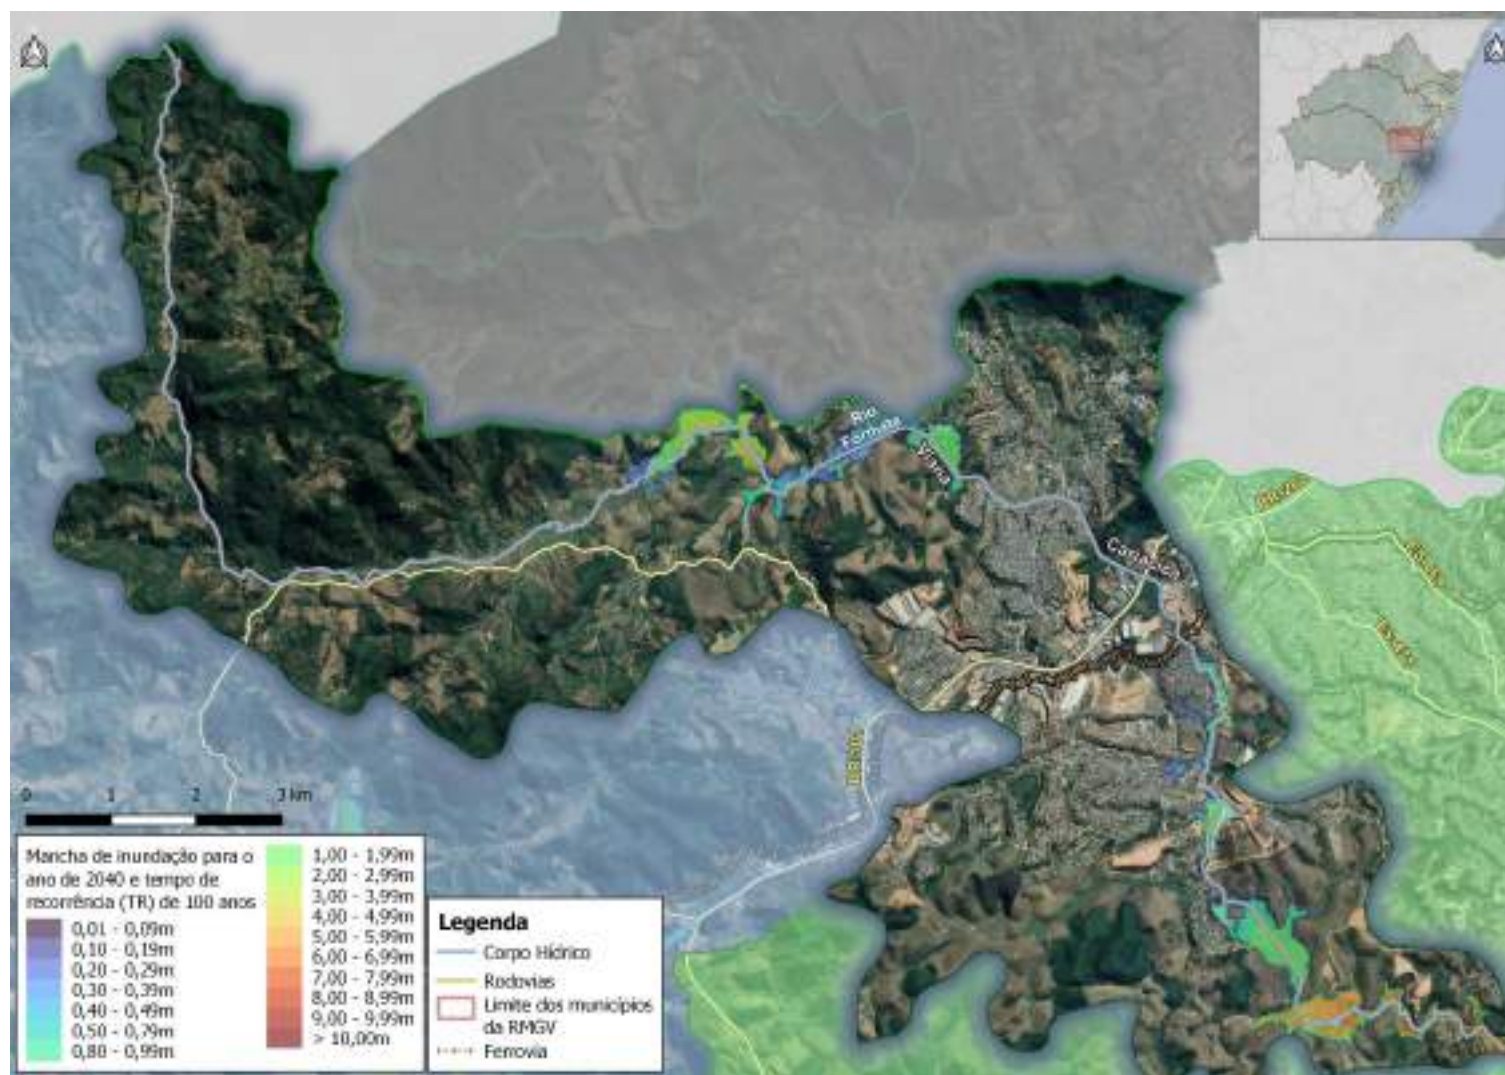 Rio
Formate
Viana
Cariacica
BR-262
0 1 2 3 km
Mancha de inundação para o
ano de 2040 e tempo de
recorrência (TR) de 100 anos
0,01 - 0,09m
0,10 - 0,19m
0,20 - 0,29m
0,30 - 0,39m
0,40 - 0,49m
0,50 - 0,79m
0,80 - 0,99m
1,00 - 1,99m
2,00 - 2,99m
3,00 - 3,99m
4,00 - 4,99m
5,00 - 5,99m
6,00 - 6,99m
7,00 - 7,99m
8,00 - 8,99m
9,00 - 9,99m
> 10,00m
Legenda
Corpo Hídrico
Rodovias
Limite dos municípios
da RMGV
Ferrovia